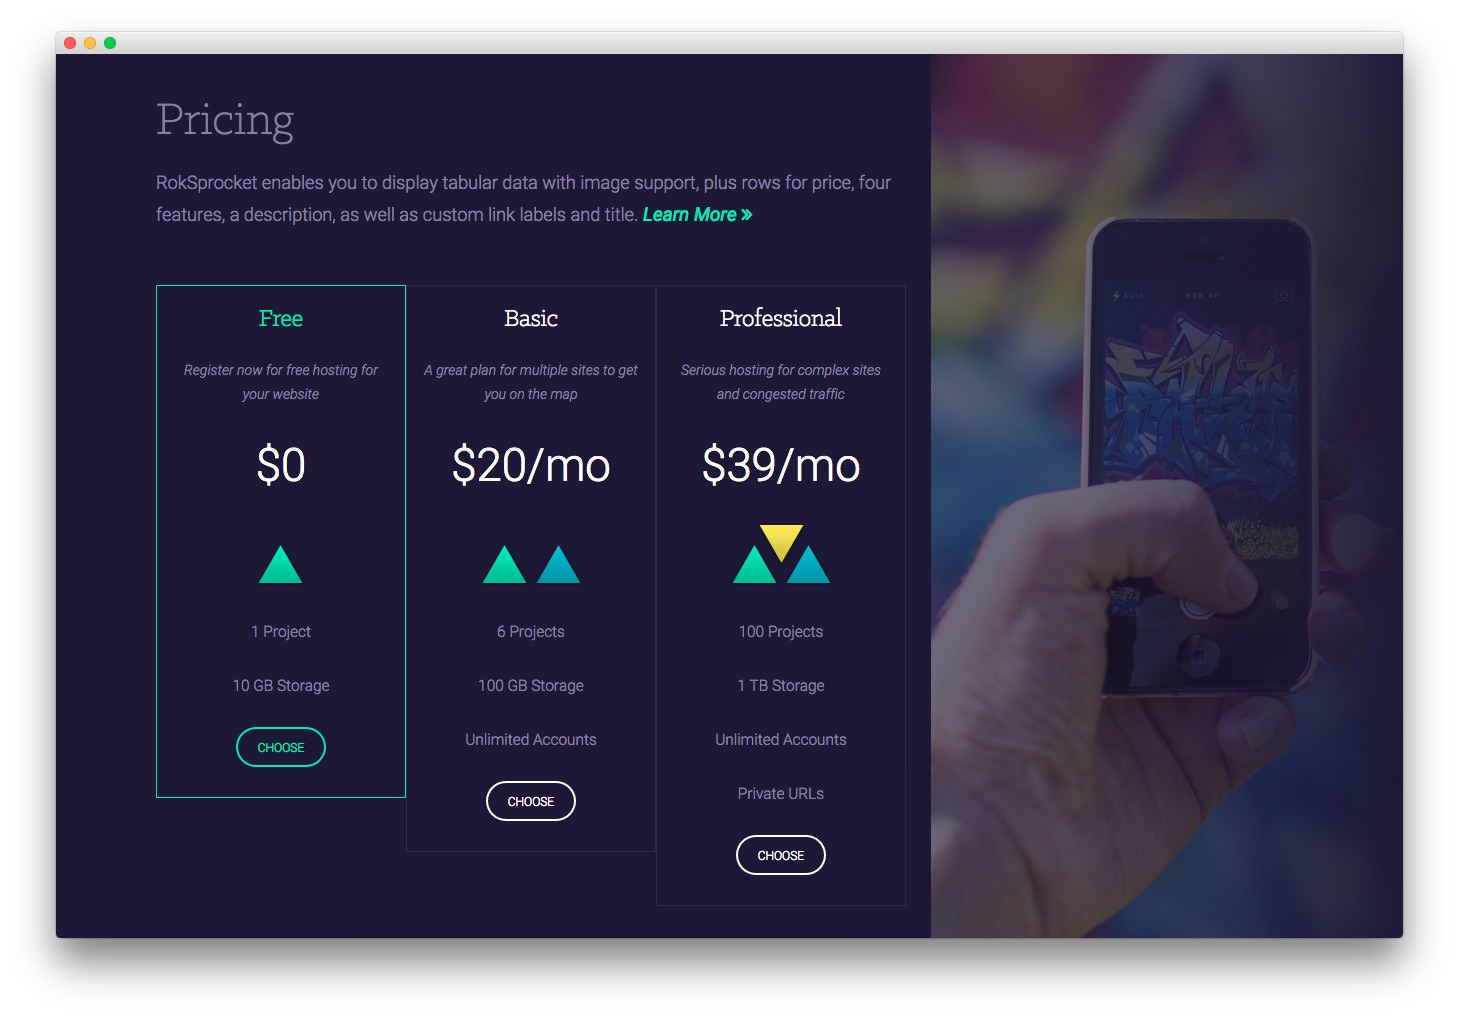 Pricing
RokSprocket enables you to display tabular data with image support, plus rows for price, four
features, a description, as well as custom link labels and title. Learn More »
Free
Register now for free hosting for
your website
$0
1 Project
10 GB Storage
CHOOSE
Basic
A great plan for multiple sites to get
you on the map
$20/mo
6 Projects
100 GB Storage
Unlimited Accounts
CHOOSE
Professional
Serious hosting for complex sites
and congested traffic
$39/mo
100 Projects
1 TB Storage
Unlimited Accounts
Private URLs
CHOOSE
Auto
HDR Off